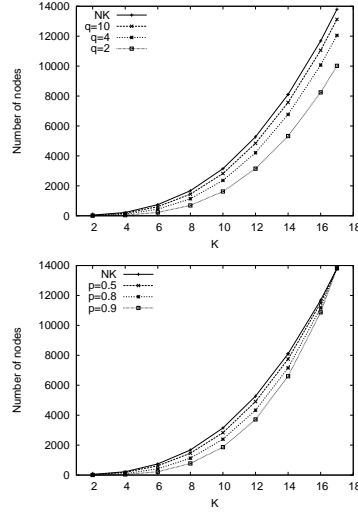 14000
12000
10000
8000
6000
4000
2000
0
Number of nodes
NK
q=10
q=4
q=2
2 4 6 8 10 12 14 16 18
K
14000
12000
10000
8000
6000
4000
2000
0
Number of nodes
NK
p=0.5
p=0.8
p=0.9
2 4 6 8 10 12 14 16 18
K